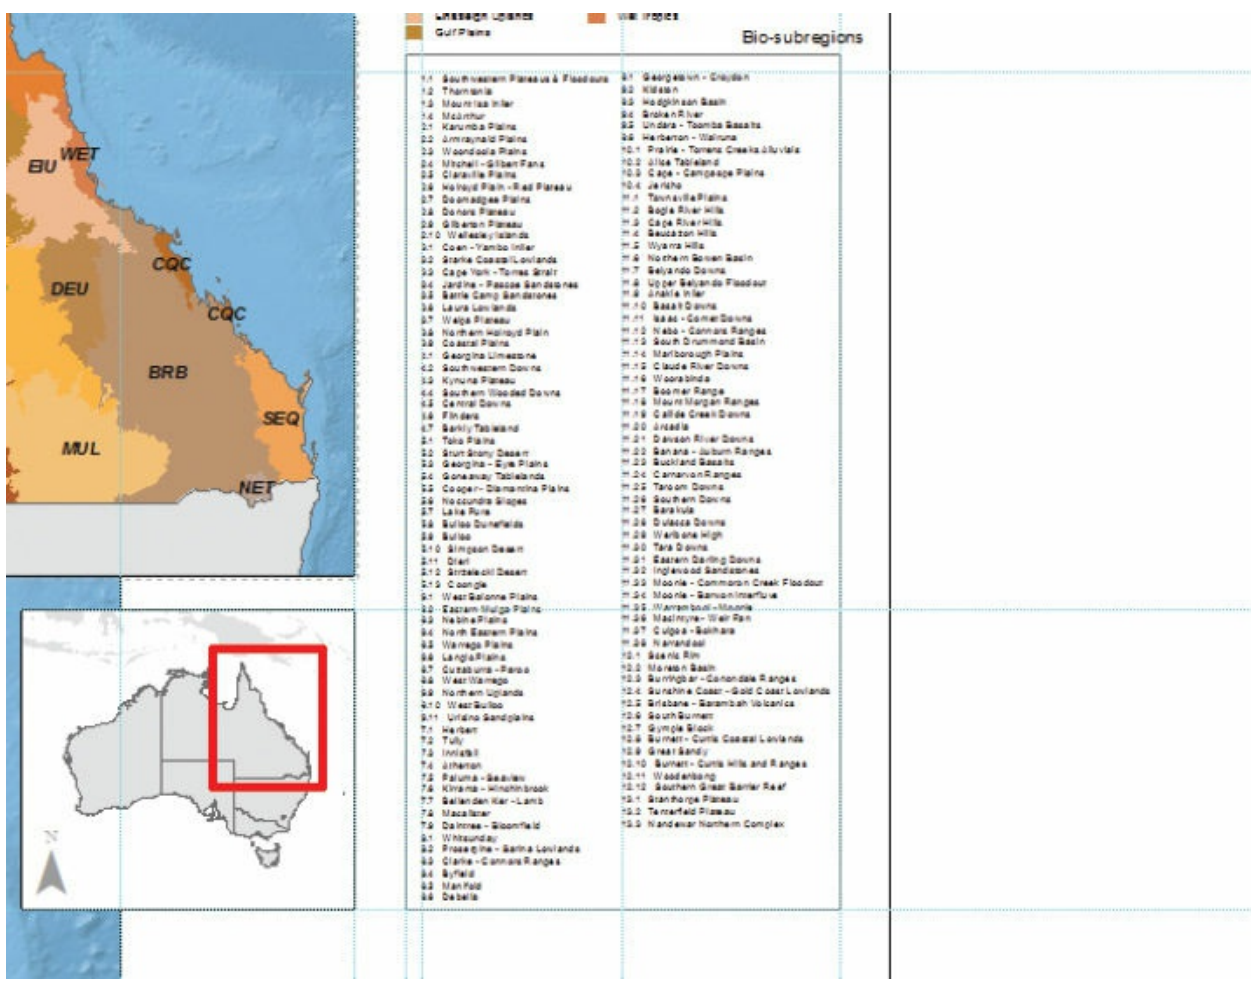 Einasleigh Uplands
Wet Tropics
Gulf Plains
Bio-subregions
1.1 Southwestern Plateaus & Floodouts
1.2 Thorntonia
1.3 Mount Isa Inlier
1.4 McArthur
2.1 Karumba Plains
2.2 Armraynald Plains
2.3 Woondoola Plains
2.4 Mitchell - Gilbert Fans
2.5 Claraville Plains
2.6 Holroyd Plain - Red Plateau
2.7 Doomadgee Plains
2.8 Donors Plateau
2.9 Gilberton Plateau
2.10 Wellesley Islands
3.1 Coen - Yambo Inlier
3.2 Starke Coastal Lowlands
3.3 Cape York - Torres Strait
3.4 Jardine - Pascoe Sandstones
3.5 Battle Camp Sandstones
3.6 Laura Lowlands
3.7 Weipa Plateau
3.8 Northern Holroyd Plain
3.9 Coastal Plains
4.1 Georgina Limestone
4.2 Southwestern Downs
4.3 Kynuna Plateau
4.4 Southern Wooded Downs
4.5 Central Downs
4.6 Flinders
4.7 Barkly Tableland
5.1 Toko Plains
5.2 Sturt Stony Desert
5.3 Georgina - Eyre Plains
5.4 Goneaway Tablelands
5.5 Cooper - Diamantina Plains
5.6 Noccundra Slopes
5.7 Lake Pure
5.8 Bulloo Dunefields
5.9 Bulloo
5.10 Simpson Desert
5.11 Dieri
5.12 Strzelecki Desert
5.13 Coongie
6.1 West Balonne Plains
6.2 Eastern Mulga Plains
6.3 Nebine Plains
6.4 North Eastern Plains
6.5 Warrego Plains
6.6 Langlo Plains
6.7 Cuttaburra - Paroo
6.8 West Warrego
6.9 Northern Uplands
6.10 West Bulloo
6.11 Urisino Sandplains
7.1 Herbert
7.2 Tully
7.3 Innisfail
7.4 Atherton
7.5 Paluma - Seaview
7.6 Kirrama - Hinchinbrook
7.7 Bellenden Ker - Lamb
7.8 Macalister
7.9 Daintree - Bloomfield
8.1 Whitsunday
8.2 Proserpine - Sarina Lowlands
8.3 Clarke - Connors Ranges
8.4 Byfield
8.5 Manifold
8.6 Debella
9.1 Georgetown - Croydon
9.2 Kidston
9.3 Hodgkinson Basin
9.4 Broken River
9.5 Undara - Toomba Basalts
9.6 Herberton - Wairuna
10.1 Prairie - Torrens Creeks Alluvials
10.2 Alice Tableland
10.3 Cape - Campaspe Plains
10.4 Jericho
11.1 Townsville Plains
11.2 Bogie River Hills
11.3 Cape River Hills
11.4 Beucazon Hills
11.5 Wyarra Hills
11.6 Northern Bowen Basin
11.7 Belyando Downs
11.8 Upper Belyando Floodout
11.9 Anakie Inlier
11.10 Basalt Downs
11.11 Isaac - Comet Downs
11.12 Nebo - Connors Ranges
11.13 South Drummond Basin
11.14 Marlborough Plains
11.15 Claude River Downs
11.16 Woorabinda
11.17 Boomer Range
11.18 Mount Morgan Ranges
11.19 Callide Creek Downs
11.20 Arcadia
11.21 Dawson River Downs
11.22 Banana - Auburn Ranges
11.23 Buckland Basalts
11.24 Carnarvon Ranges
11.25 Taroom Downs
11.26 Southern Downs
11.27 Barakula
11.28 Dulacca Downs
11.29 Weribone High
11.30 Tara Downs
11.31 Eastern Darling Downs
11.32 Inglewood Sandstones
11.33 Moonie - Commoron Creek Floodout
11.34 Moonie - Barwon Interfluve
11.35 Warrambool - Moonie
11.36 Macintyre - Weir Fan
11.37 Culgoa - Bokhara
11.38 Narrandool
12.1 Scenic Rim
12.2 Moreton Basin
12.3 Burringbar - Conondale Ranges
12.4 Sunshine Coast - Gold Coast Lowlands
12.5 Brisbane - Barambah Volcanics
12.6 South Burnett
12.7 Gympie Block
12.8 Burnett - Curtis Coastal Lowlands
12.9 Great Sandy
12.10 Burnett - Curtis Hills and Ranges
12.11 Woodenbong
12.12 Southern Great Barrier Reef
13.1 Stanthorpe Plateau
13.2 Tenterfield Plateau
13.3 Nandewar Northern Complex
WET
EIU
CQC
DEU
CQC
BRB
SEQ
MUL
NET
N